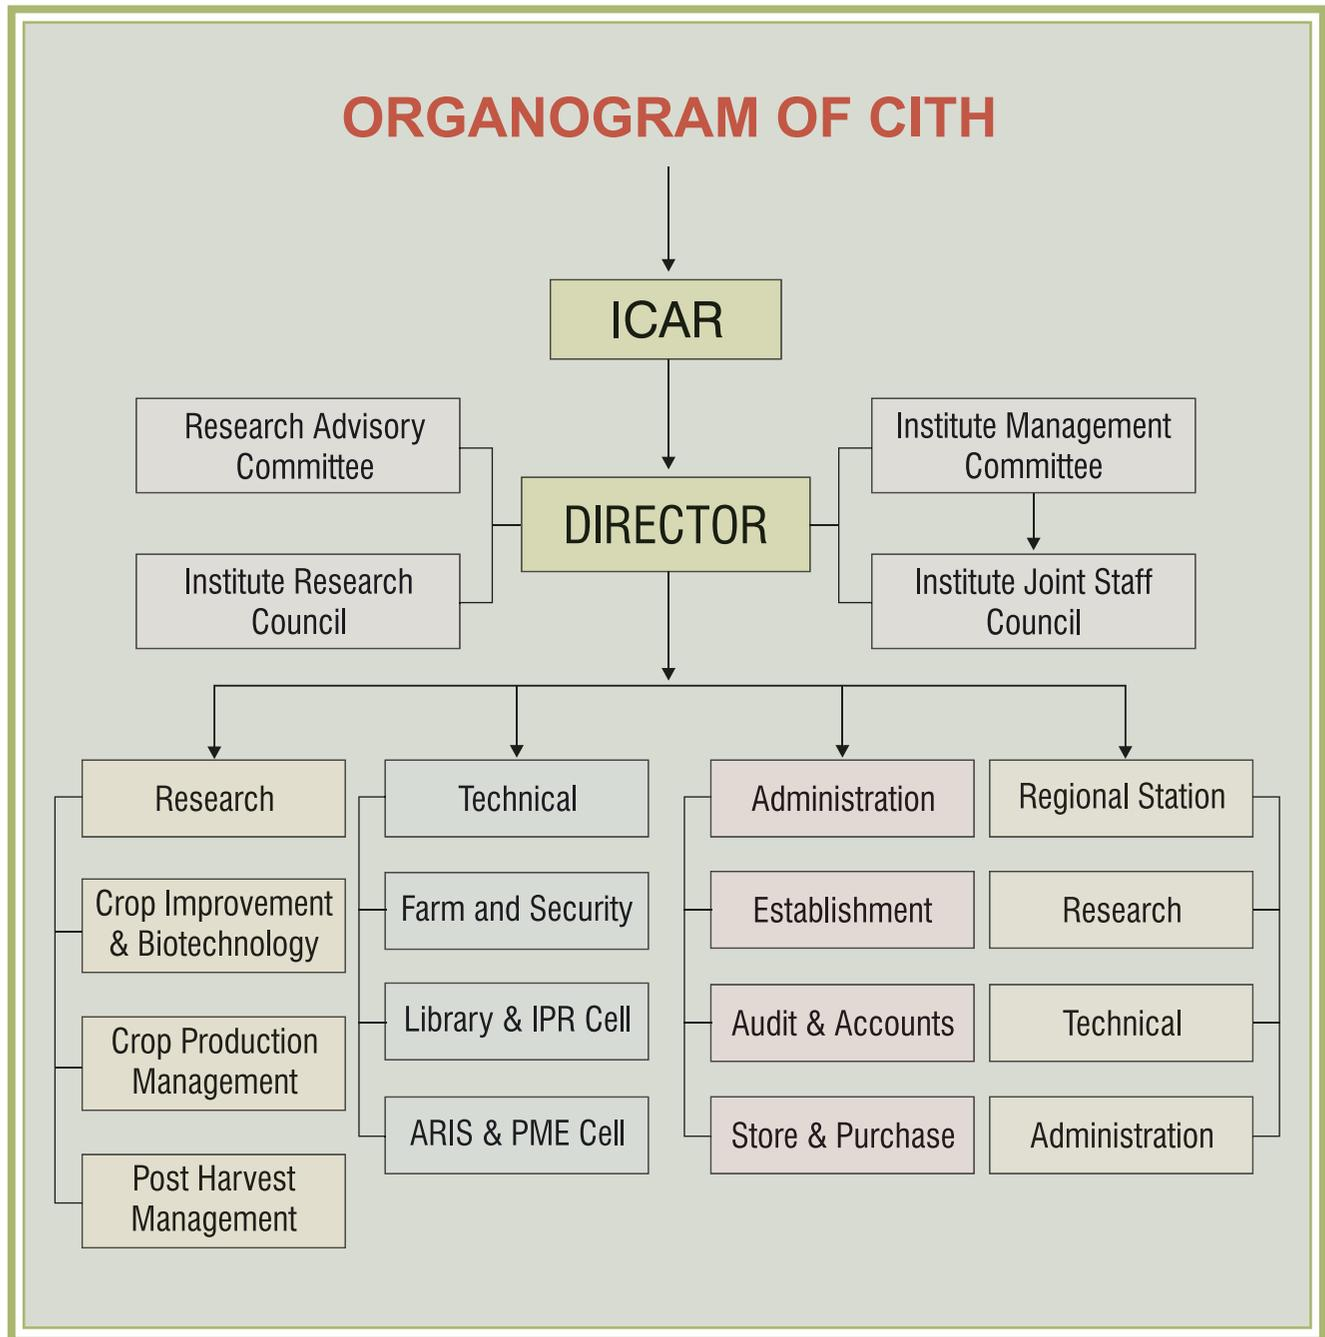 ORGANOGRAM OF CITH
ICAR
Research Advisory
Committee
Institute Management
Committee
DIRECTOR
Institute Research
Council
Institute Joint Staff
Council
Research
Crop Improvement
& Biotechnology
Crop Production
Management
Post Harvest
Management
Technical
Farm and Security
Library & IPR Cell
ARIS & PME Cell
Administration
Establishment
Audit & Accounts
Store & Purchase
Regional Station
Research
Technical
Administration